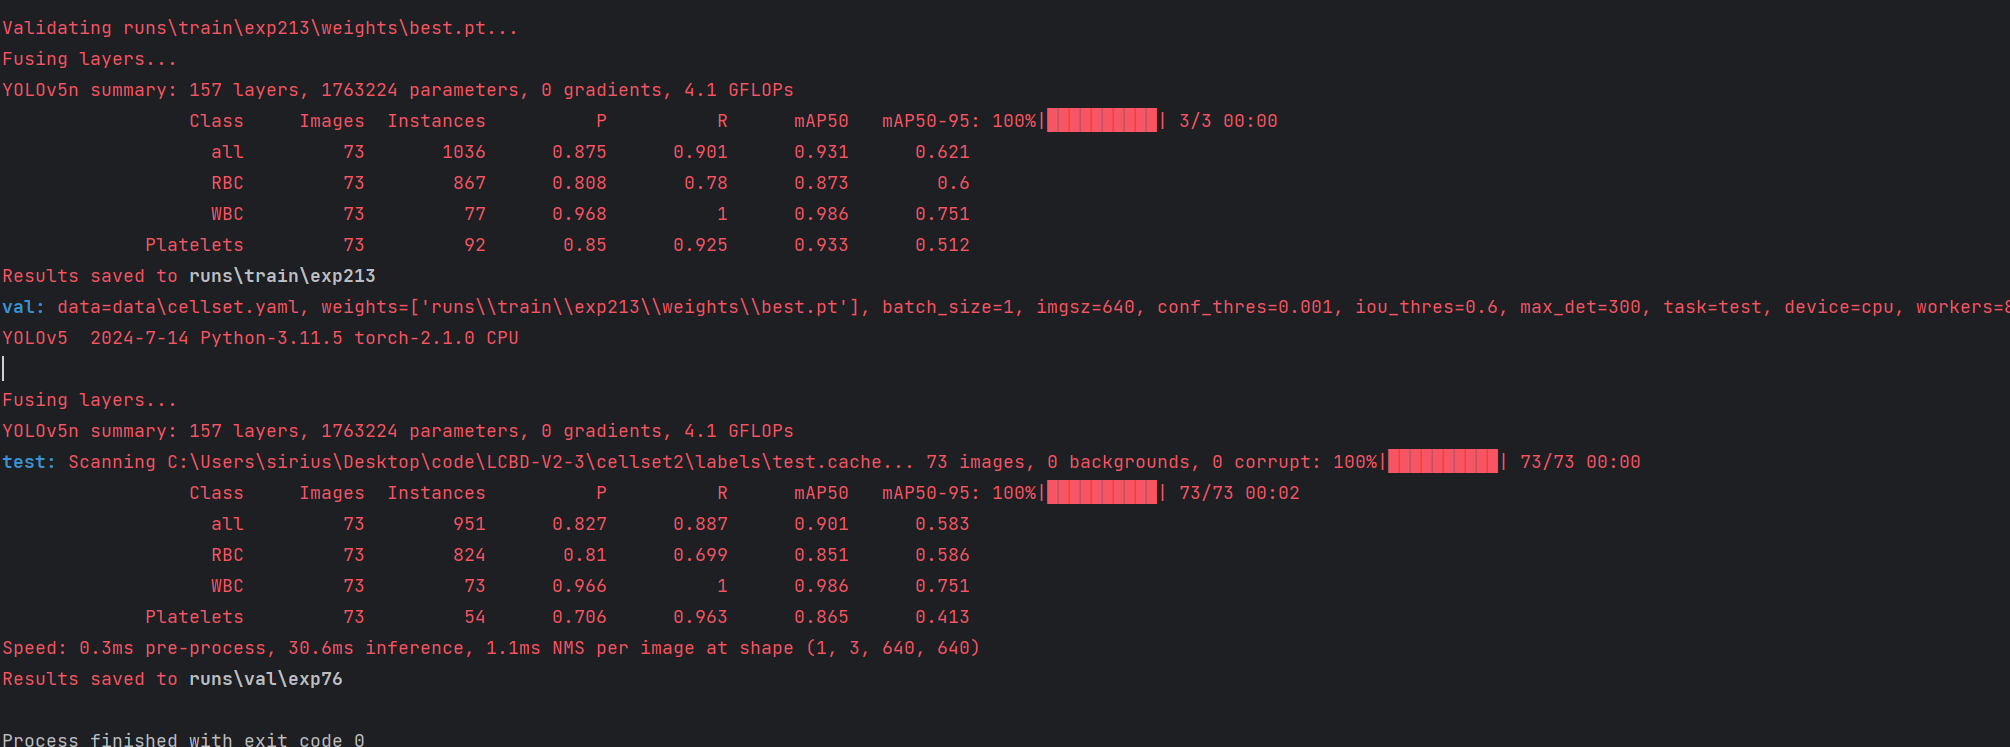 Validating runs\train\exp213\weights\best.pt...
Fusing layers...
YOLOv5n summary: 157 layers, 1763224 parameters, 0 gradients, 4.1 GFLOPs
Class Images Instances P R mAP50 mAP50-95: 100%|██████████| 3/3 00:00
all 73 1036 0.875 0.901 0.931 0.621
RBC 73 867 0.808 0.78 0.873 0.6
WBC 73 77 0.968 1 0.986 0.751
Platelets 73 92 0.85 0.925 0.933 0.512
Results saved to runs\train\exp213
val: data=data\cellset.yaml, weights=['runs\\train\\exp213\\weights\\best.pt'], batch_size=1, imgsz=640, conf_thres=0.001, iou_thres=0.6, max_det=300, task=test, device=cpu, workers=8
YOLOv5 2024-7-14 Python-3.11.5 torch-2.1.0 CPU
Fusing layers...
YOLOv5n summary: 157 layers, 1763224 parameters, 0 gradients, 4.1 GFLOPs
test: Scanning C:\Users\sirius\Desktop\code\LCBD-V2-3\cellset2\labels\test.cache... 73 images, 0 backgrounds, 0 corrupt: 100%|██████████| 73/73 00:00
Class Images Instances P R mAP50 mAP50-95: 100%|██████████| 73/73 00:02
all 73 951 0.827 0.887 0.901 0.583
RBC 73 824 0.81 0.699 0.851 0.586
WBC 73 73 0.966 1 0.986 0.751
Platelets 73 54 0.706 0.963 0.865 0.413
Speed: 0.3ms pre-process, 30.6ms inference, 1.1ms NMS per image at shape (1, 3, 640, 640)
Results saved to runs\val\exp76
Process finished with exit code 0